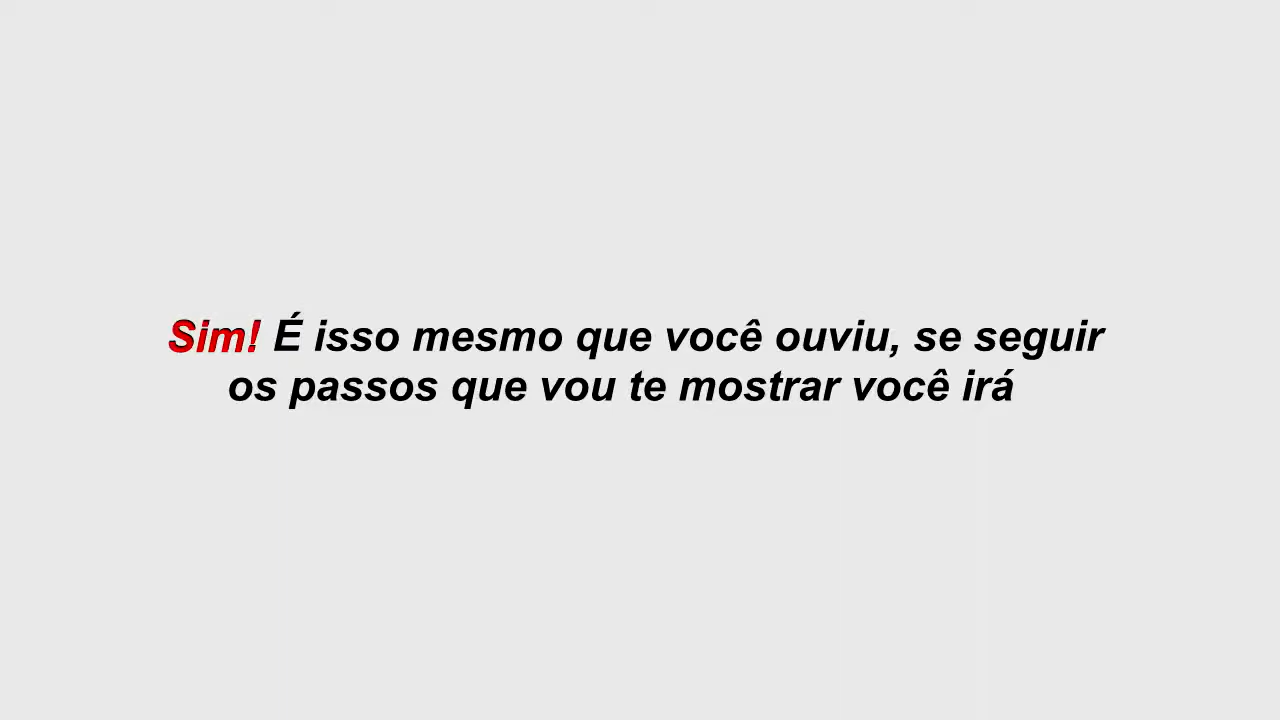 Sim! É isso mesmo que você ouviu, se seguir
os passos que vou te mostrar você irá